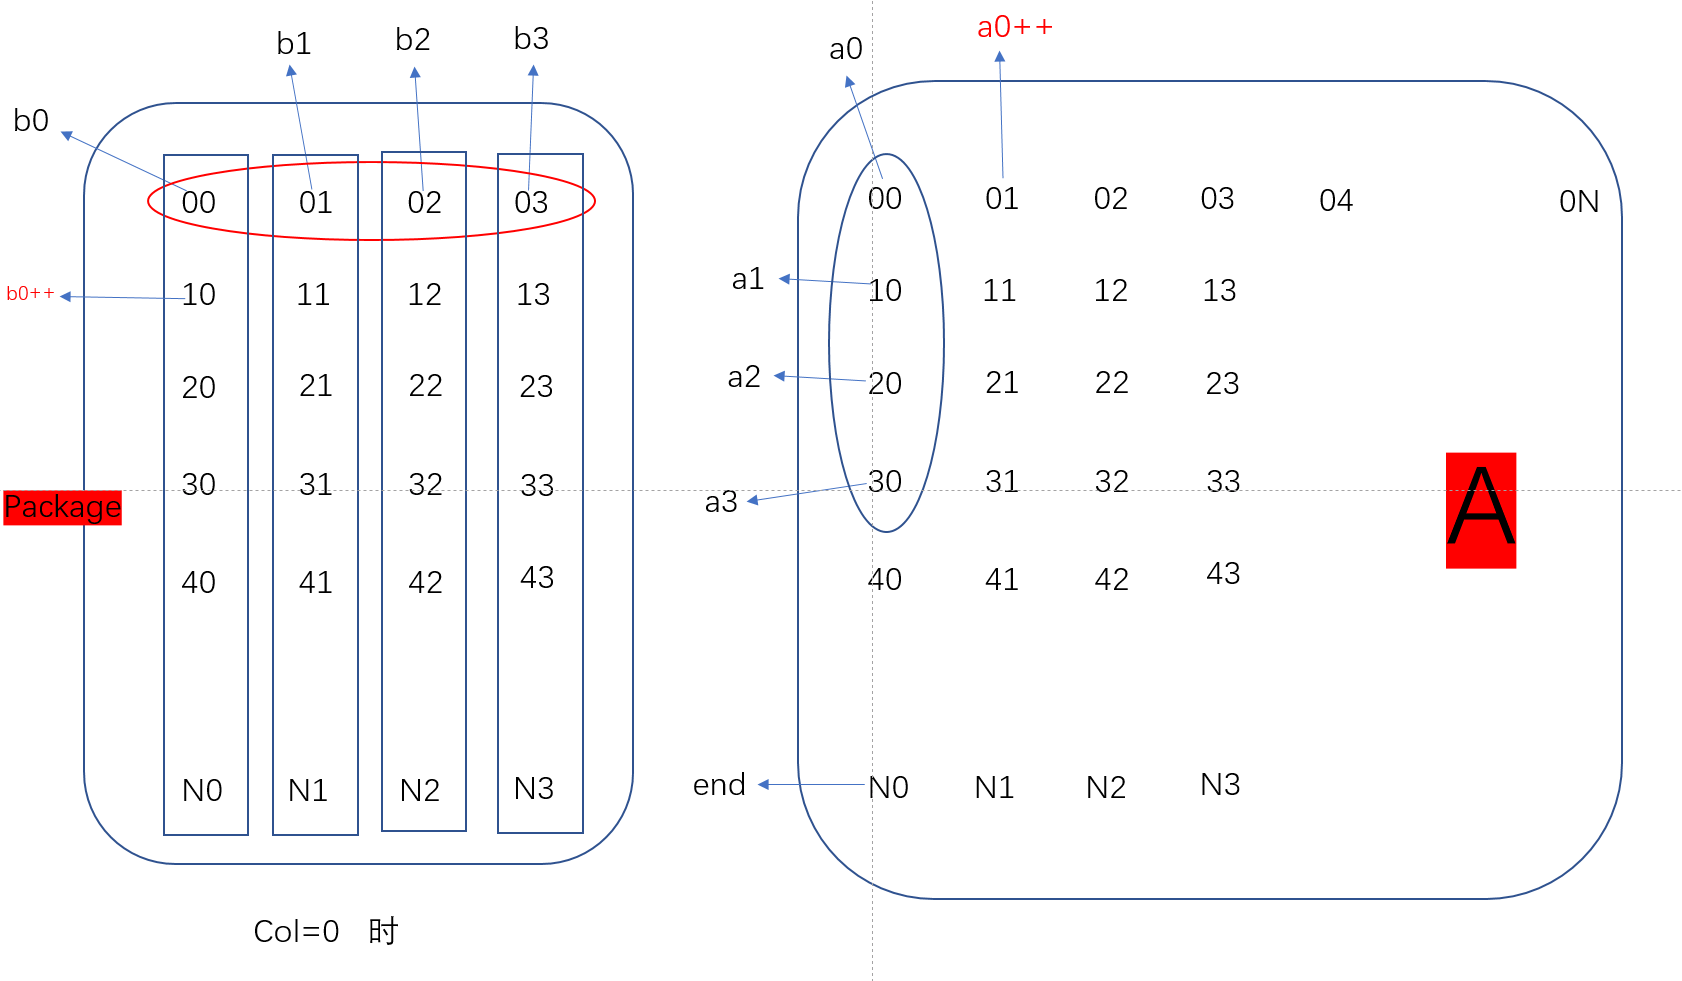 b0
b1
b2
b3
00 01 02 03
b0++
10 11 12 13
20 21 22 23
30 31 32 33
Package
40 41 42 43
N0 N1 N2 N3
Col=0 时
a0
a0++
00 01 02 03 04 0N
a1
10 11 12 13
a2
20 21 22 23
a3
30 31 32 33
A
40 41 42 43
end
N0 N1 N2 N3